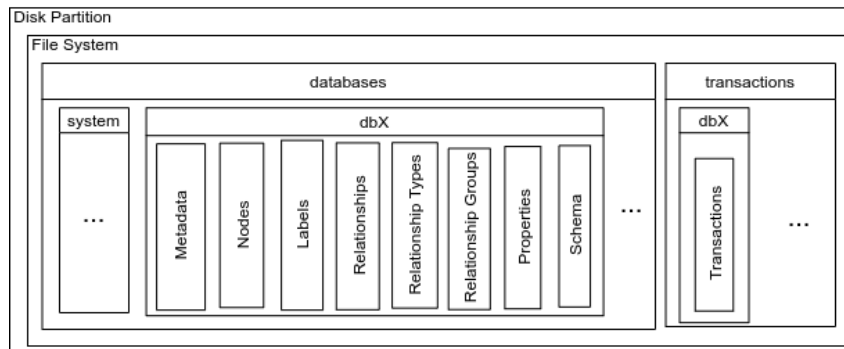 Disk Partition
File System
databases
transactions
system
dbX
dbX
Metadata
Nodes
Labels
Relationships
Relationship Types
Relationship Groups
Properties
Schema
Transactions
...
...
...